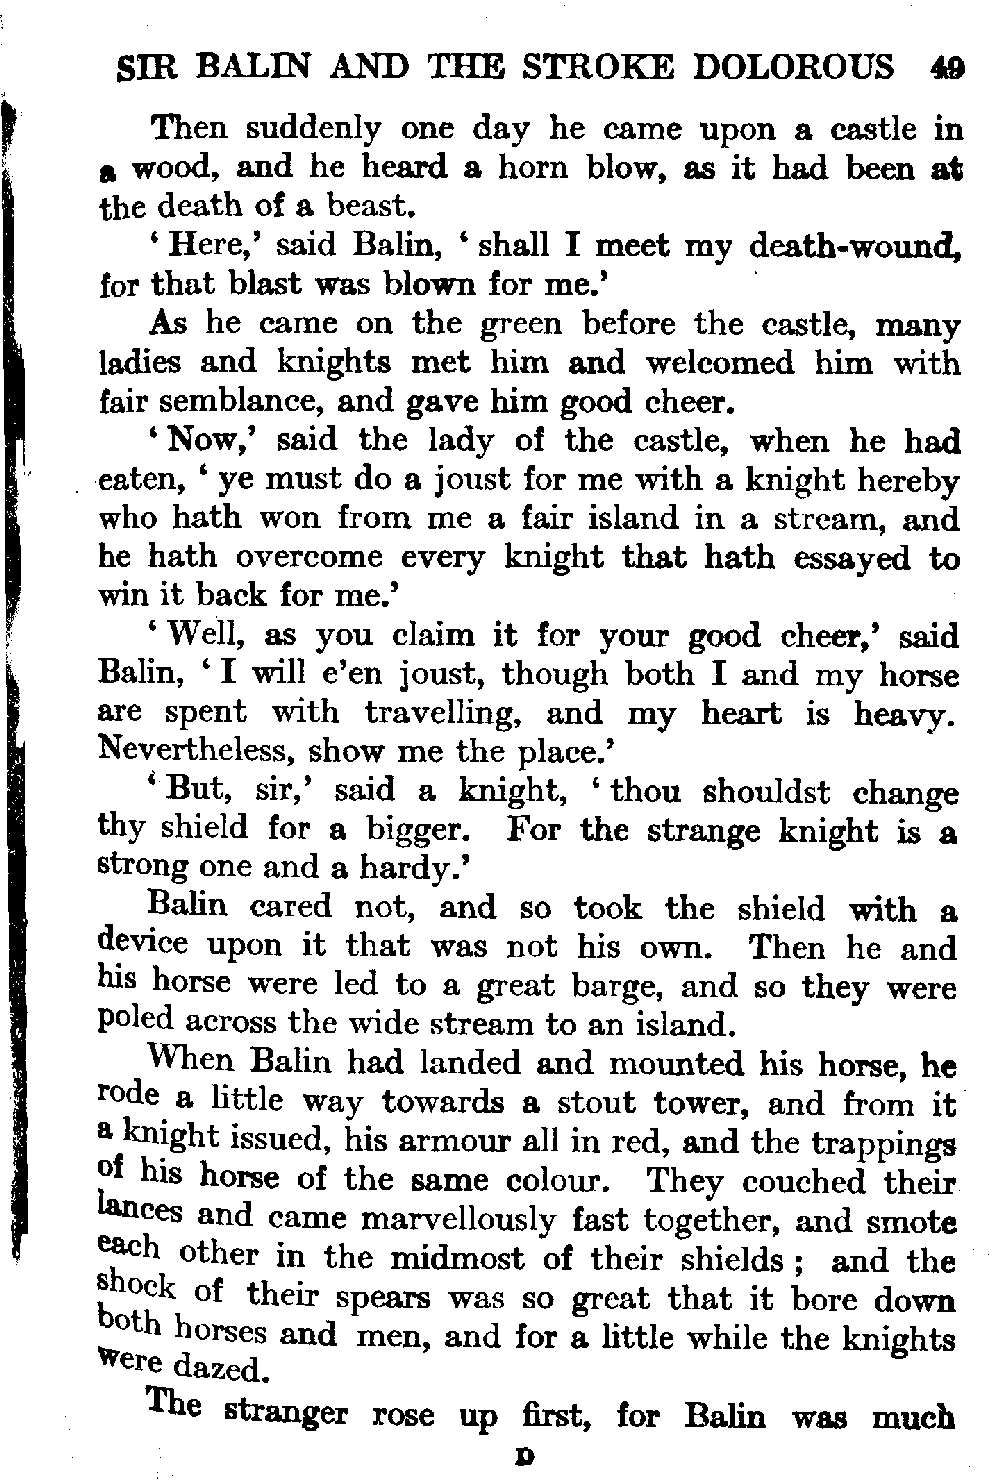 SIR BALIN AND THE STROKE DOLOROUS 49
Then suddenly one day he came upon a castle in
a wood, and he heard a horn blow, as it had been at
the death of a beast.
‘ Here,’ said Balin, ‘ shall I meet my death-wound,
for that blast was blown for me.’
As he came on the green before the castle, many
ladies and knights met him and welcomed him with
fair semblance, and gave him good cheer.
‘ Now,’ said the lady of the castle, when he had
eaten, ‘ ye must do a joust for me with a knight hereby
who hath won from me a fair island in a stream, and
he hath overcome every knight that hath essayed to
win it back for me.’
‘ Well, as you claim it for your good cheer,’ said
Balin, ‘ I will e’en joust, though both I and my horse
are spent with travelling, and my heart is heavy.
Nevertheless, show me the place.’
‘ But, sir,’ said a knight, ‘ thou shouldst change
thy shield for a bigger. For the strange knight is a
strong one and a hardy.’
Balin cared not, and so took the shield with a
device upon it that was not his own. Then he and
his horse were led to a great barge, and so they were
poled across the wide stream to an island.
When Balin had landed and mounted his horse, he
rode a little way towards a stout tower, and from it
a knight issued, his armour all in red, and the trappings
of his horse of the same colour. They couched their
lances and came marvellously fast together, and smote
each other in the midmost of their shields ; and the
shock of their spears was so great that it bore down
both horses and men, and for a little while the knights
were dazed.
The stranger rose up first, for Balin was much
D